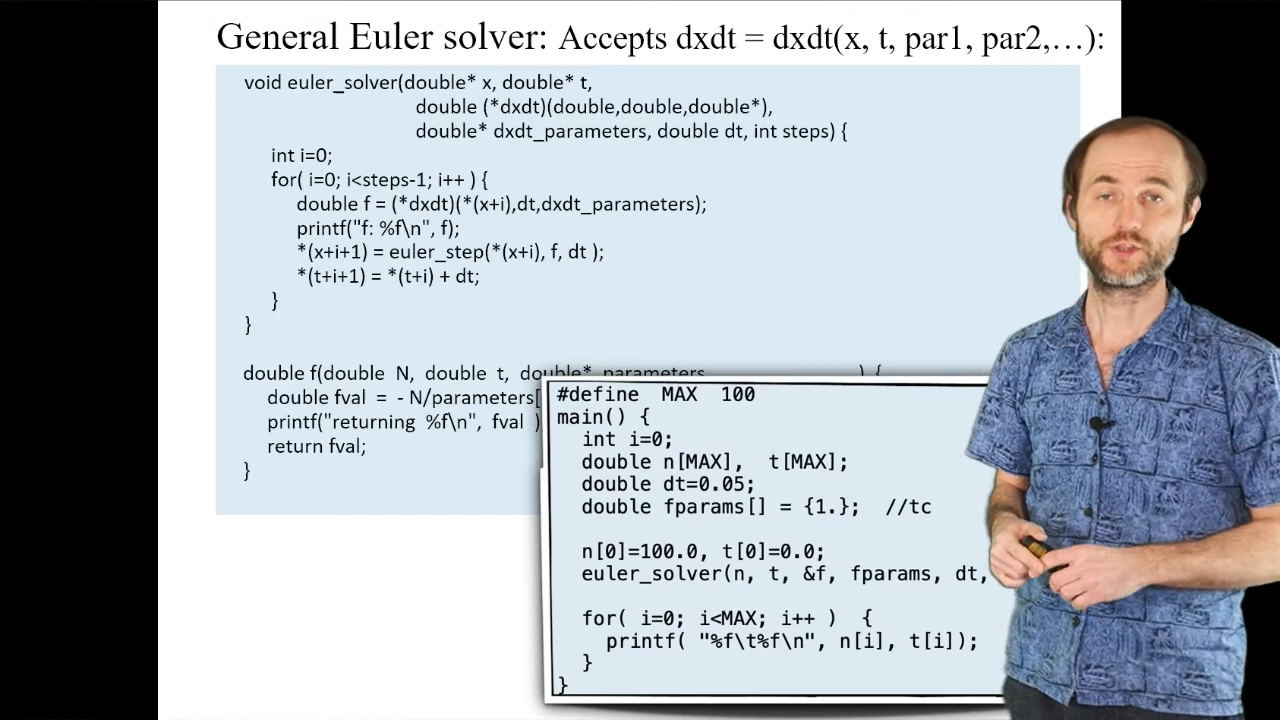 General Euler solver: Accepts dxdt = dxdt(x, t, par1, par2,…):
void euler_solver(double* x, double* t,
double (*dxdt)(double,double,double*),
double* dxdt_parameters, double dt, int steps) {
int i=0;
for( i=0; i<steps-1; i++ ) {
double f = (*dxdt)(*(x+i),dt,dxdt_parameters);
printf("f: %f\n", f);
*(x+i+1) = euler_step(*(x+i), f, dt );
*(t+i+1) = *(t+i) + dt;
}
}
double f(double N, double t, double* parameters ) {
double fval = - N/parameters[
printf("returning %f\n", fval )
return fval;
}
#define MAX 100
main() {
int i=0;
double n[MAX], t[MAX];
double dt=0.05;
double fparams[] = {1.}; //tc
n[0]=100.0, t[0]=0.0;
euler_solver(n, t, &f, fparams, dt,
for( i=0; i<MAX; i++ ) {
printf( "%f\t%f\n", n[i], t[i]);
}
}